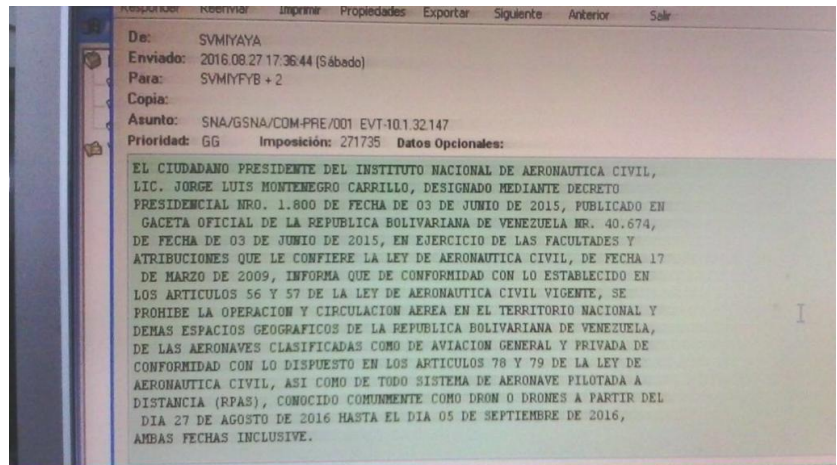 Responder Reenviar Imprimir Propiedades Exportar Siguiente Anterior Salir
De: SVMIYAYA
Enviado: 2016.08.27 17:36:44 (Sábado)
Para: SVMIYFYB + 2
Copia:
Asunto: SNA/GSNA/COM-PRE/001 EVT-10.1.32.147
Prioridad: GG Imposición: 271735 Datos Opcionales:
EL CIUDADANO PRESIDENTE DEL INSTITUTO NACIONAL DE AERONAUTICA CIVIL,
LIC. JORGE LUIS MONTENEGRO CARRILLO, DESIGNADO MEDIANTE DECRETO
PRESIDENCIAL NRO. 1.800 DE FECHA DE 03 DE JUNIO DE 2015, PUBLICADO EN
GACETA OFICIAL DE LA REPUBLICA BOLIVARIANA DE VENEZUELA NR. 40.674,
DE FECHA DE 03 DE JUNIO DE 2015, EN EJERCICIO DE LAS FACULTADES Y
ATRIBUCIONES QUE LE CONFIERE LA LEY DE AERONAUTICA CIVIL, DE FECHA 17
DE MARZO DE 2009, INFORMA QUE DE CONFORMIDAD CON LO ESTABLECIDO EN
LOS ARTICULOS 56 Y 57 DE LA LEY DE AERONAUTICA CIVIL VIGENTE, SE
PROHIBE LA OPERACION Y CIRCULACION AEREA EN EL TERRITORIO NACIONAL Y
DEMAS ESPACIOS GEOGRAFICOS DE LA REPUBLICA BOLIVARIANA DE VENEZUELA,
DE LAS AERONAVES CLASIFICADAS COMO DE AVIACION GENERAL Y PRIVADA DE
CONFORMIDAD CON LO DISPUESTO EN LOS ARTICULOS 78 Y 79 DE LA LEY DE
AERONAUTICA CIVIL, ASI COMO DE TODO SISTEMA DE AERONAVE PILOTADA A
DISTANCIA (RPAS), CONOCIDO COMUNMENTE COMO DRON O DRONES A PARTIR DEL
DIA 27 DE AGOSTO DE 2016 HASTA EL DIA 05 DE SEPTIEMBRE DE 2016,
AMBAS FECHAS INCLUSIVE.